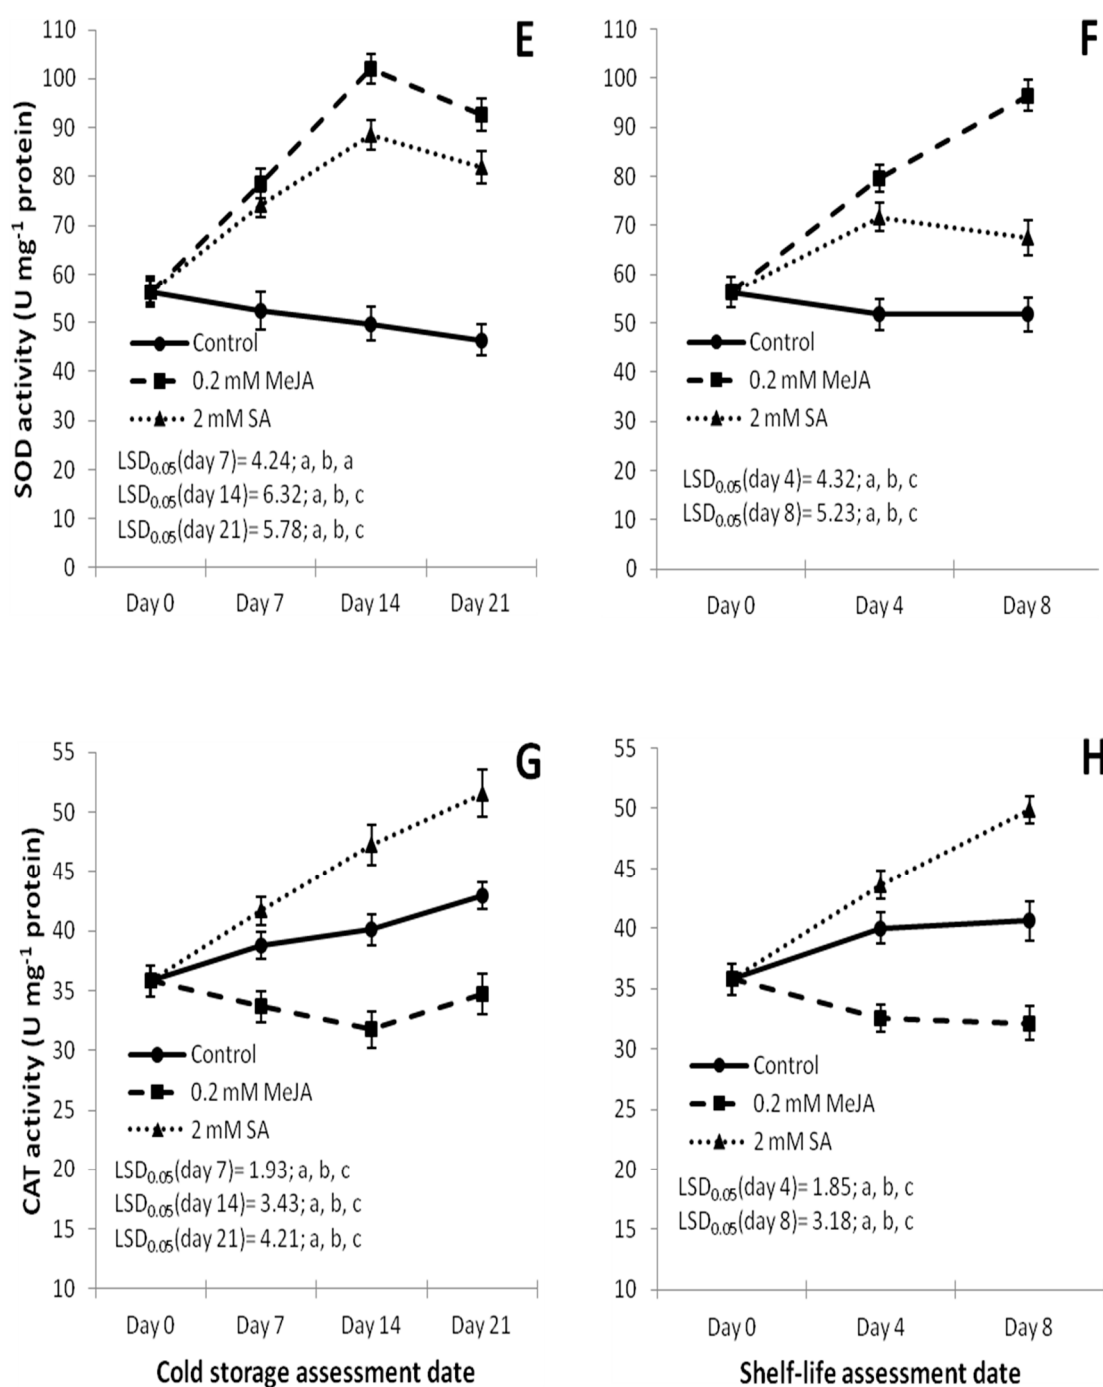 E
SOD activity (U mg⁻¹ protein)
110
100
90
80
70
60
50
40
30
20
10
0
Control
0.2 mM MeJA
2 mM SA
LSD₀.₀₅(day 7)= 4.24; a, b, a
LSD₀.₀₅(day 14)= 6.32; a, b, c
LSD₀.₀₅(day 21)= 5.78; a, b, c
Day 0 Day 7 Day 14 Day 21
F
110
100
90
80
70
60
50
40
30
20
10
0
Control
0.2 mM MeJA
2 mM SA
LSD₀.₀₅(day 4)= 4.32; a, b, c
LSD₀.₀₅(day 8)= 5.23; a, b, c
Day 0 Day 4 Day 8
G
CAT activity (U mg⁻¹ protein)
55
50
45
40
35
30
25
20
15
10
Control
0.2 mM MeJA
2 mM SA
LSD₀.₀₅(day 7)= 1.93; a, b, c
LSD₀.₀₅(day 14)= 3.43; a, b, c
LSD₀.₀₅(day 21)= 4.21; a, b, c
Day 0 Day 7 Day 14 Day 21
Cold storage assessment date
H
55
50
45
40
35
30
25
20
15
10
Control
0.2 mM MeJA
2 mM SA
LSD₀.₀₅(day 4)= 1.85; a, b, c
LSD₀.₀₅(day 8)= 3.18; a, b, c
Day 0 Day 4 Day 8
Shelf-life assessment date